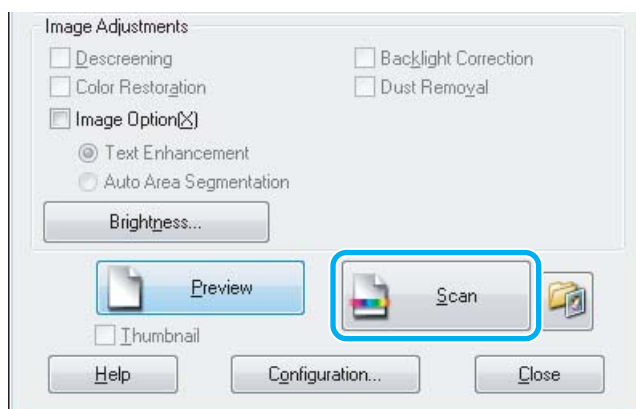 Image Adjustments
Descreening
Backlight Correction
Color Restoration
Dust Removal
Image Option(X)
Text Enhancement
Auto Area Segmentation
Brightness...
Preview
Scan
Thumbnail
Help
Configuration...
Close